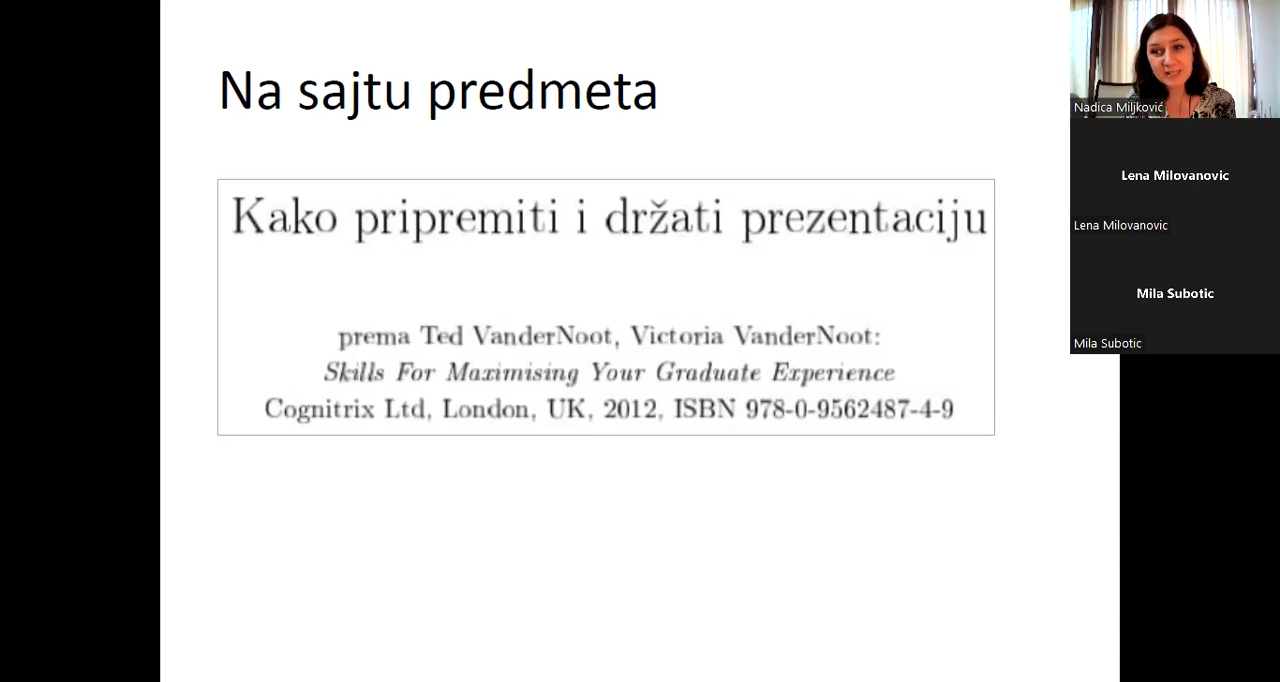 Na sajtu predmeta
Kako pripremiti i držati prezentaciju
prema Ted VanderNoot, Victoria VanderNoot:
Skills For Maximising Your Graduate Experience
Cognitrix Ltd, London, UK, 2012, ISBN 978-0-9562487-4-9
Nadica Miljković
Lena Milovanovic
Lena Milovanovic
Mila Subotic
Mila Subotic